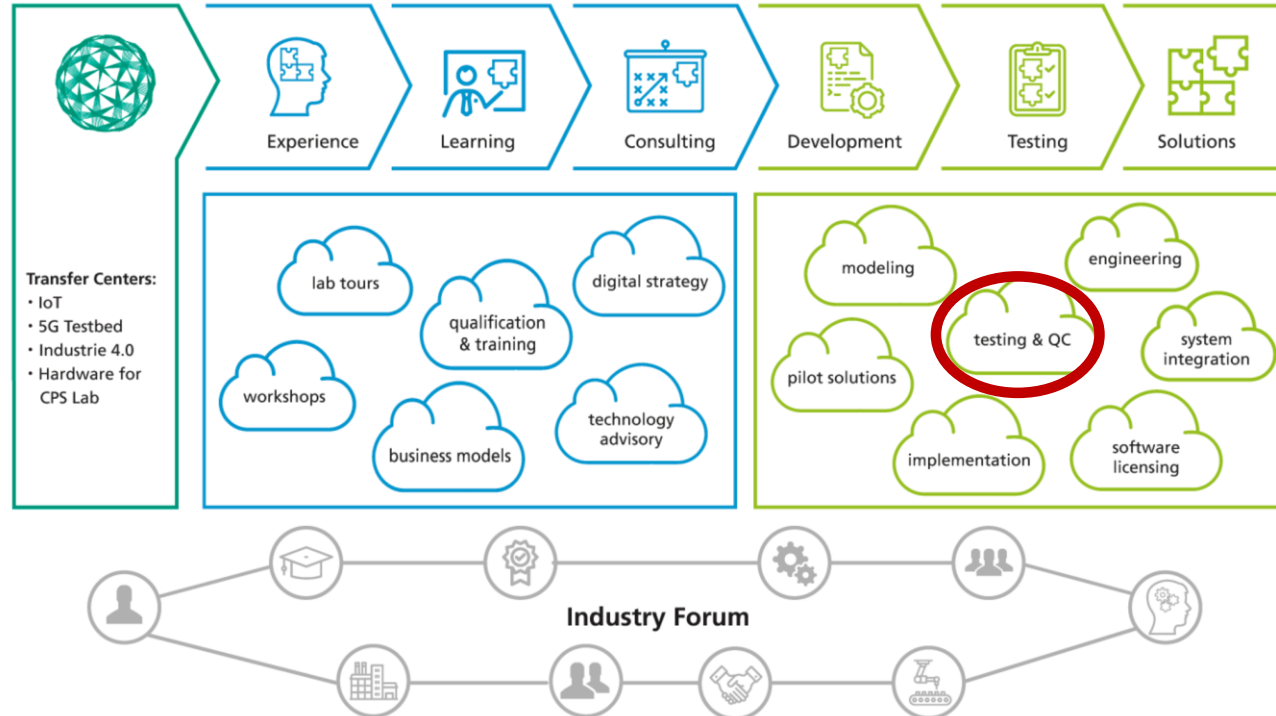 Experience
Learning
Consulting
Development
Testing
Solutions
Transfer Centers:
• IoT
• 5G Testbed
• Industrie 4.0
• Hardware for
CPS Lab
lab tours
digital strategy
qualification
& training
workshops
business models
technology
advisory
modeling
engineering
testing & QC
system
integration
pilot solutions
implementation
software
licensing
Industry Forum